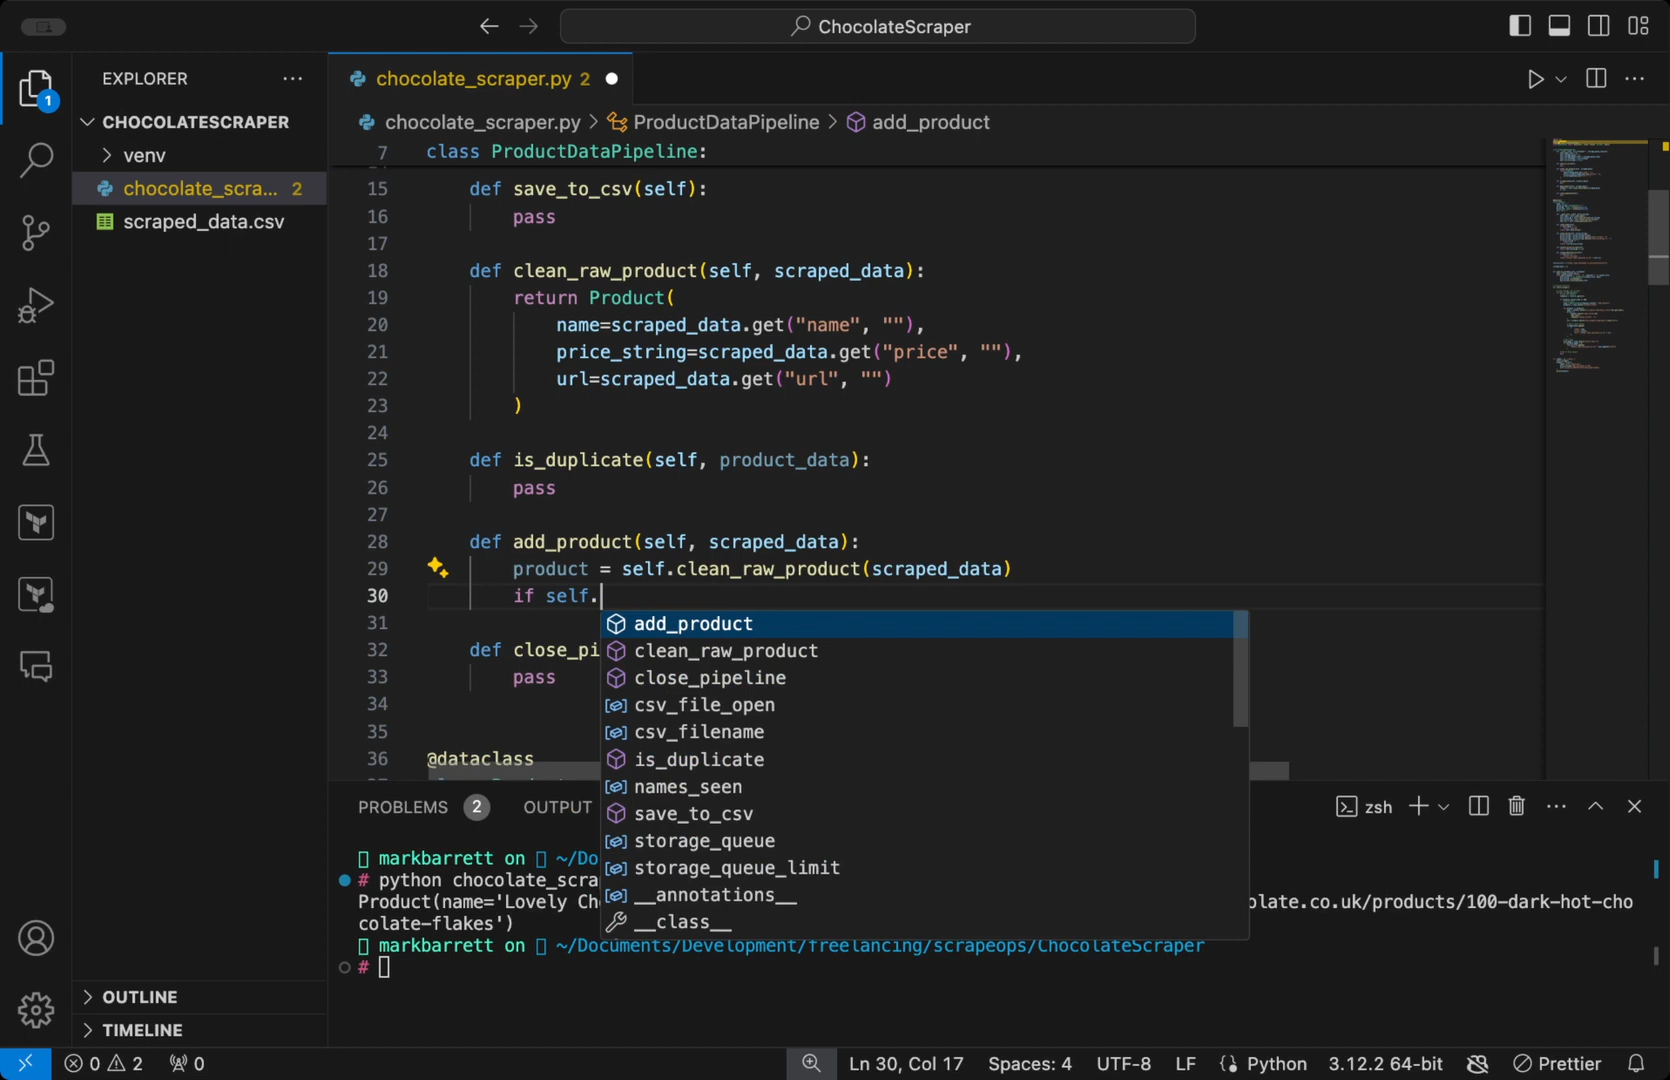 ChocolateScraper
EXPLORER
chocolate_scraper.py 2
1
CHOCOLATESCRAPER
venv
chocolate_scra... 2
scraped_data.csv
chocolate_scraper.py > ProductDataPipeline > add_product
7 class ProductDataPipeline:
15 def save_to_csv(self):
16 pass
17
18 def clean_raw_product(self, scraped_data):
19 return Product(
20 name=scraped_data.get("name", ""),
21 price_string=scraped_data.get("price", ""),
22 url=scraped_data.get("url", "")
23 )
24
25 def is_duplicate(self, product_data):
26 pass
27
28 def add_product(self, scraped_data):
29 product = self.clean_raw_product(scraped_data)
30 if self.
31
32 def close_pi
33 pass
34
35
36 @dataclass
add_product
clean_raw_product
close_pipeline
csv_file_open
csv_filename
is_duplicate
names_seen
save_to_csv
storage_queue
storage_queue_limit
__annotations__
__class__
PROBLEMS 2 OUTPUT
zsh
markbarrett on ~/Do
# python chocolate_scra
Product(name='Lovely Ch olate.co.uk/products/100-dark-hot-cho
colate-flakes')
markbarrett on ~/Documents/Development/freelancing/scrapeops/ChocolateScraper
#
OUTLINE
TIMELINE
0 2 0 Ln 30, Col 17 Spaces: 4 UTF-8 LF Python 3.12.2 64-bit Prettier